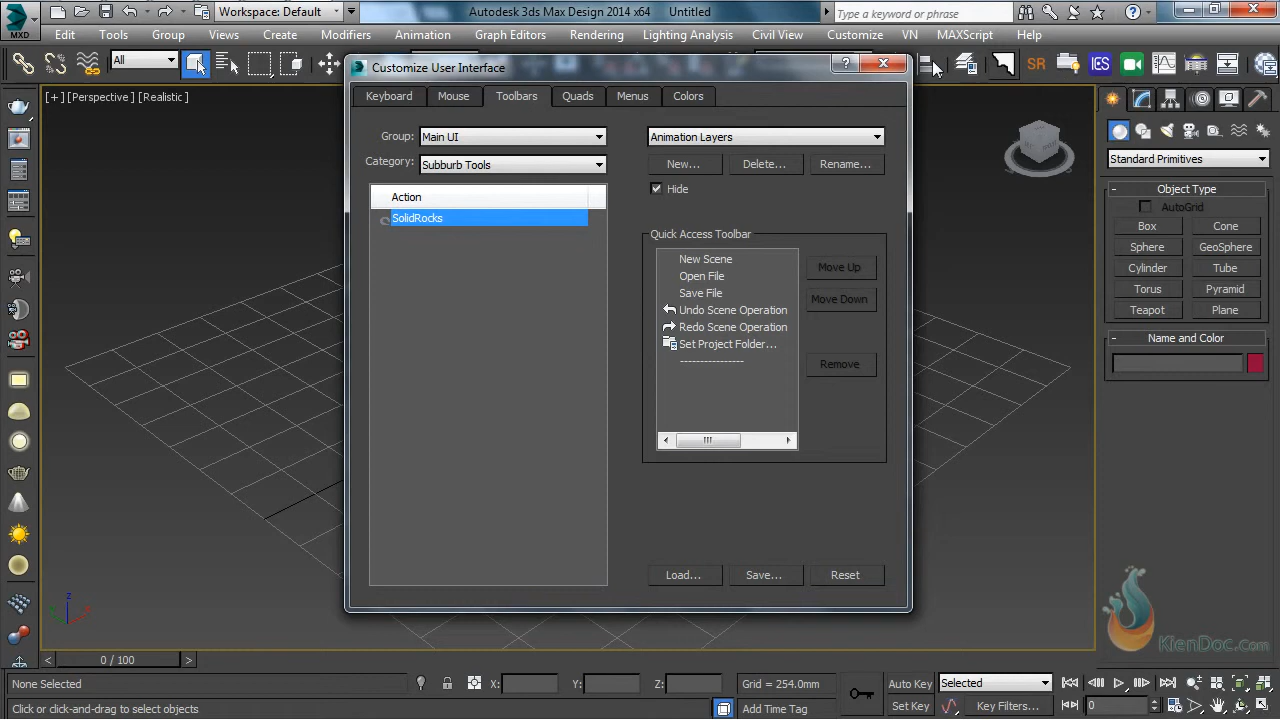 MXD
Workspace: Default
Autodesk 3ds Max Design 2014 x64 Untitled
Type a keyword or phrase
Edit Tools Group Views Create Modifiers Animation Graph Editors Rendering Lighting Analysis Civil View Customize VN MAXScript Help
All
SR
IES
Customize User Interface
[+] [Perspective ] [Realistic ]
Keyboard Mouse Toolbars Quads Menus Colors
Group: Main UI
Category: Subburb Tools
Action
SolidRocks
Animation Layers
New... Delete... Rename...
Hide
Quick Access Toolbar
New Scene
Open File
Save File
Undo Scene Operation
Redo Scene Operation
Set Project Folder...
----------------
Move Up
Move Down
Remove
Load... Save... Reset
Standard Primitives
- Object Type
AutoGrid
Box Cone
Sphere GeoSphere
Cylinder Tube
Torus Pyramid
Teapot Plane
- Name and Color
KienDoc.com
z
< 0 / 100 >
None Selected
X: Y: Z:
Grid = 254.0mm
Auto Key Selected
Click or click-and-drag to select objects
Add Time Tag
Set Key Key Filters...
0